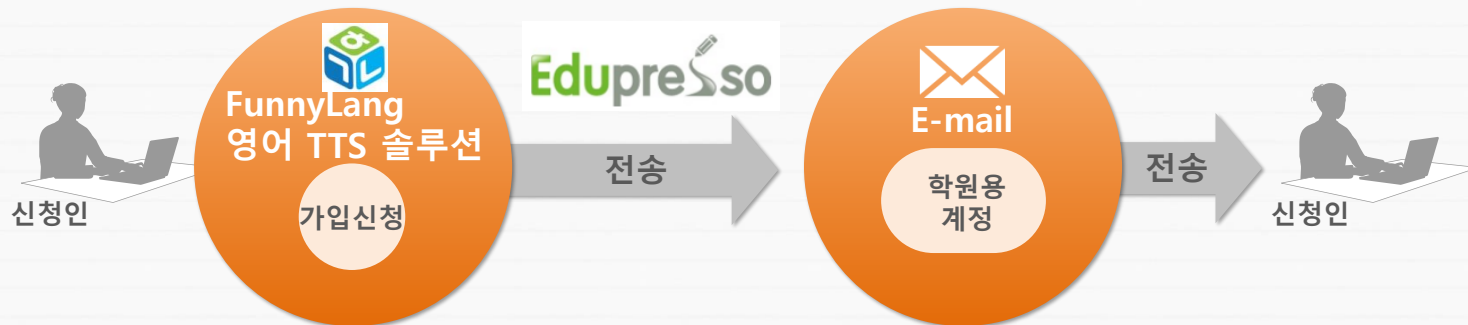 신청인
FunnyLang
영어 TTS 솔루션
가입신청
Edupresso
전송
E-mail
학원용
계정
전송
신청인